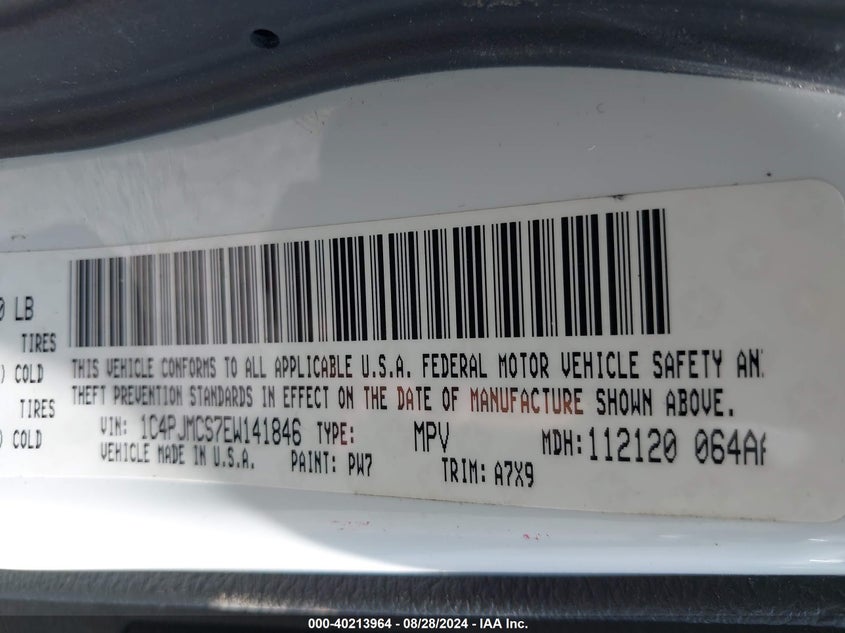 0 LB
TIRES
) COLD
TIRES
) COLD
THIS VEHICLE CONFORMS TO ALL APPLICABLE U.S.A. FEDERAL MOTOR VEHICLE SAFETY AN
THEFT PREVENTION STANDARDS IN EFFECT ON THE DATE OF MANUFACTURE SHOWN ABOVE.
VIN: 1C4PJMCS7EW141846 TYPE: MPV MDH: 112120 064AA
VEHICLE MADE IN U.S.A. PAINT: PW7 TRIM: A7X9
000-40213964 - 08/28/2024 - IAA Inc.